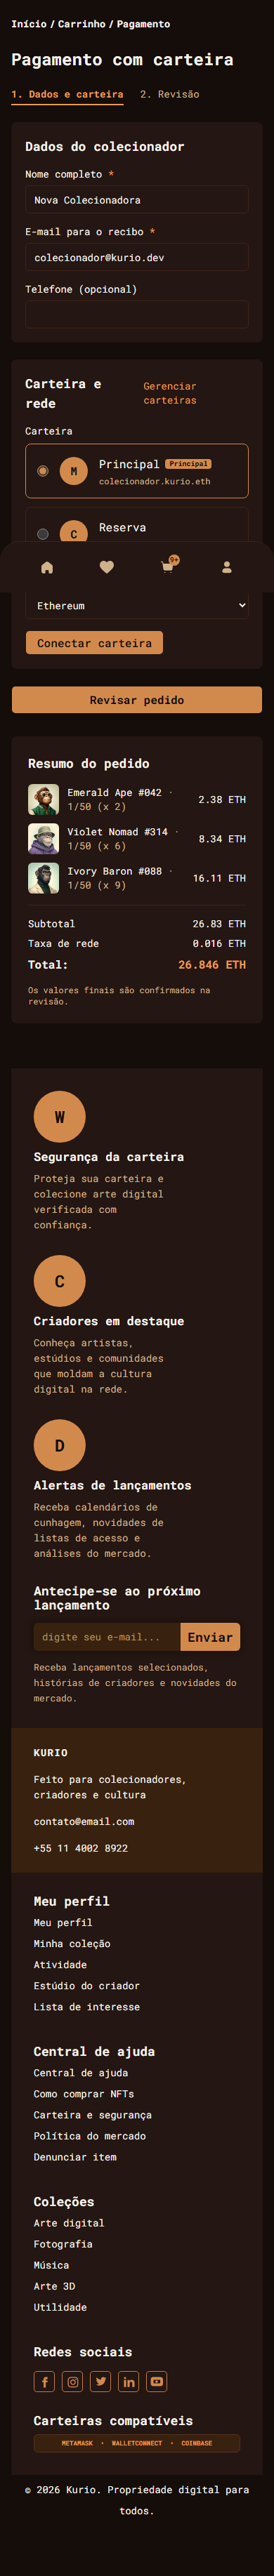 Início / Carrinho / Pagamento
Pagamento com carteira
1. Dados e carteira 2. Revisão
Dados do colecionador
Nome completo *
Nova Colecionadora
E-mail para o recibo *
colecionador@kurio.dev
Telefone (opcional)
Carteira e
rede
Gerenciar
carteiras
Carteira
M
Principal Principal
colecionador.kurio.eth
C
Reserva
9+
Ethereum
Conectar carteira
Revisar pedido
Resumo do pedido
Emerald Ape #042 ·
1/50 (x 2)
2.38 ETH
Violet Nomad #314 ·
1/50 (x 6)
8.34 ETH
Ivory Baron #088 ·
1/50 (x 9)
16.11 ETH
Subtotal 26.83 ETH
Taxa de rede 0.016 ETH
Total: 26.846 ETH
Os valores finais são confirmados na
revisão.
W
Segurança da carteira
Proteja sua carteira e
colecione arte digital
verificada com
confiança.
C
Criadores em destaque
Conheça artistas,
estúdios e comunidades
que moldam a cultura
digital na rede.
D
Alertas de lançamentos
Receba calendários de
cunhagem, novidades de
listas de acesso e
análises do mercado.
Antecipe-se ao próximo
lançamento
digite seu e-mail... Enviar
Receba lançamentos selecionados,
histórias de criadores e novidades do
mercado.
KURIO
Feito para colecionadores,
criadores e cultura
contato@email.com
+55 11 4002 8922
Meu perfil
Meu perfil
Minha coleção
Atividade
Estúdio do criador
Lista de interesse
Central de ajuda
Central de ajuda
Como comprar NFTs
Carteira e segurança
Política do mercado
Denunciar item
Coleções
Arte digital
Fotografia
Música
Arte 3D
Utilidade
Redes sociais
Carteiras compatíveis
METAMASK • WALLETCONNECT • COINBASE
© 2026 Kurio. Propriedade digital para
todos.